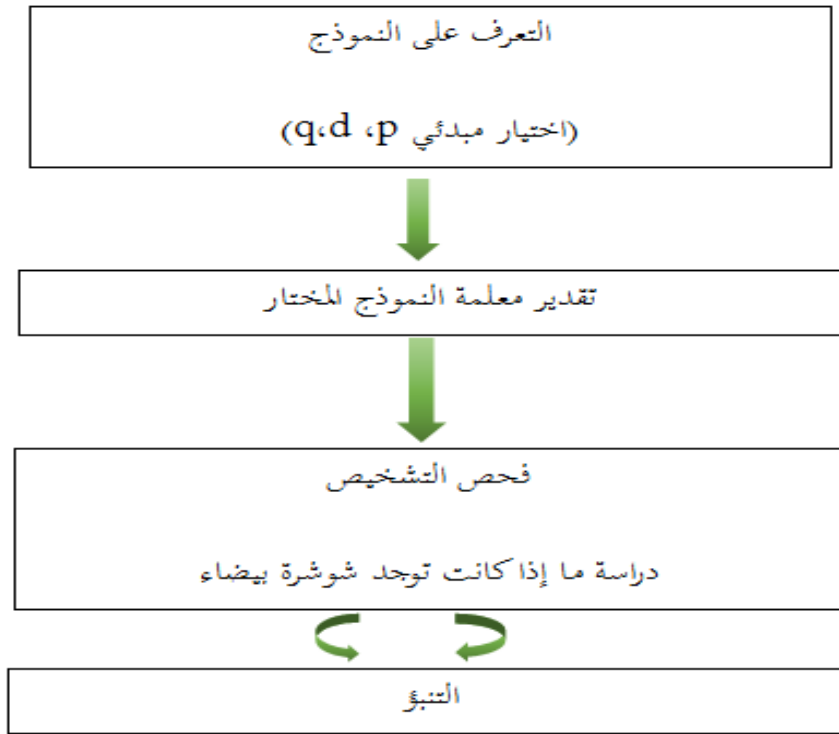 التعرف على النموذج
(اختيار مبدئي q،d ،p)
تقدير معلمة النموذج المختار
فحص التشخيص
دراسة ما إذا كانت توجد شوشرة بيضاء
التنبؤ